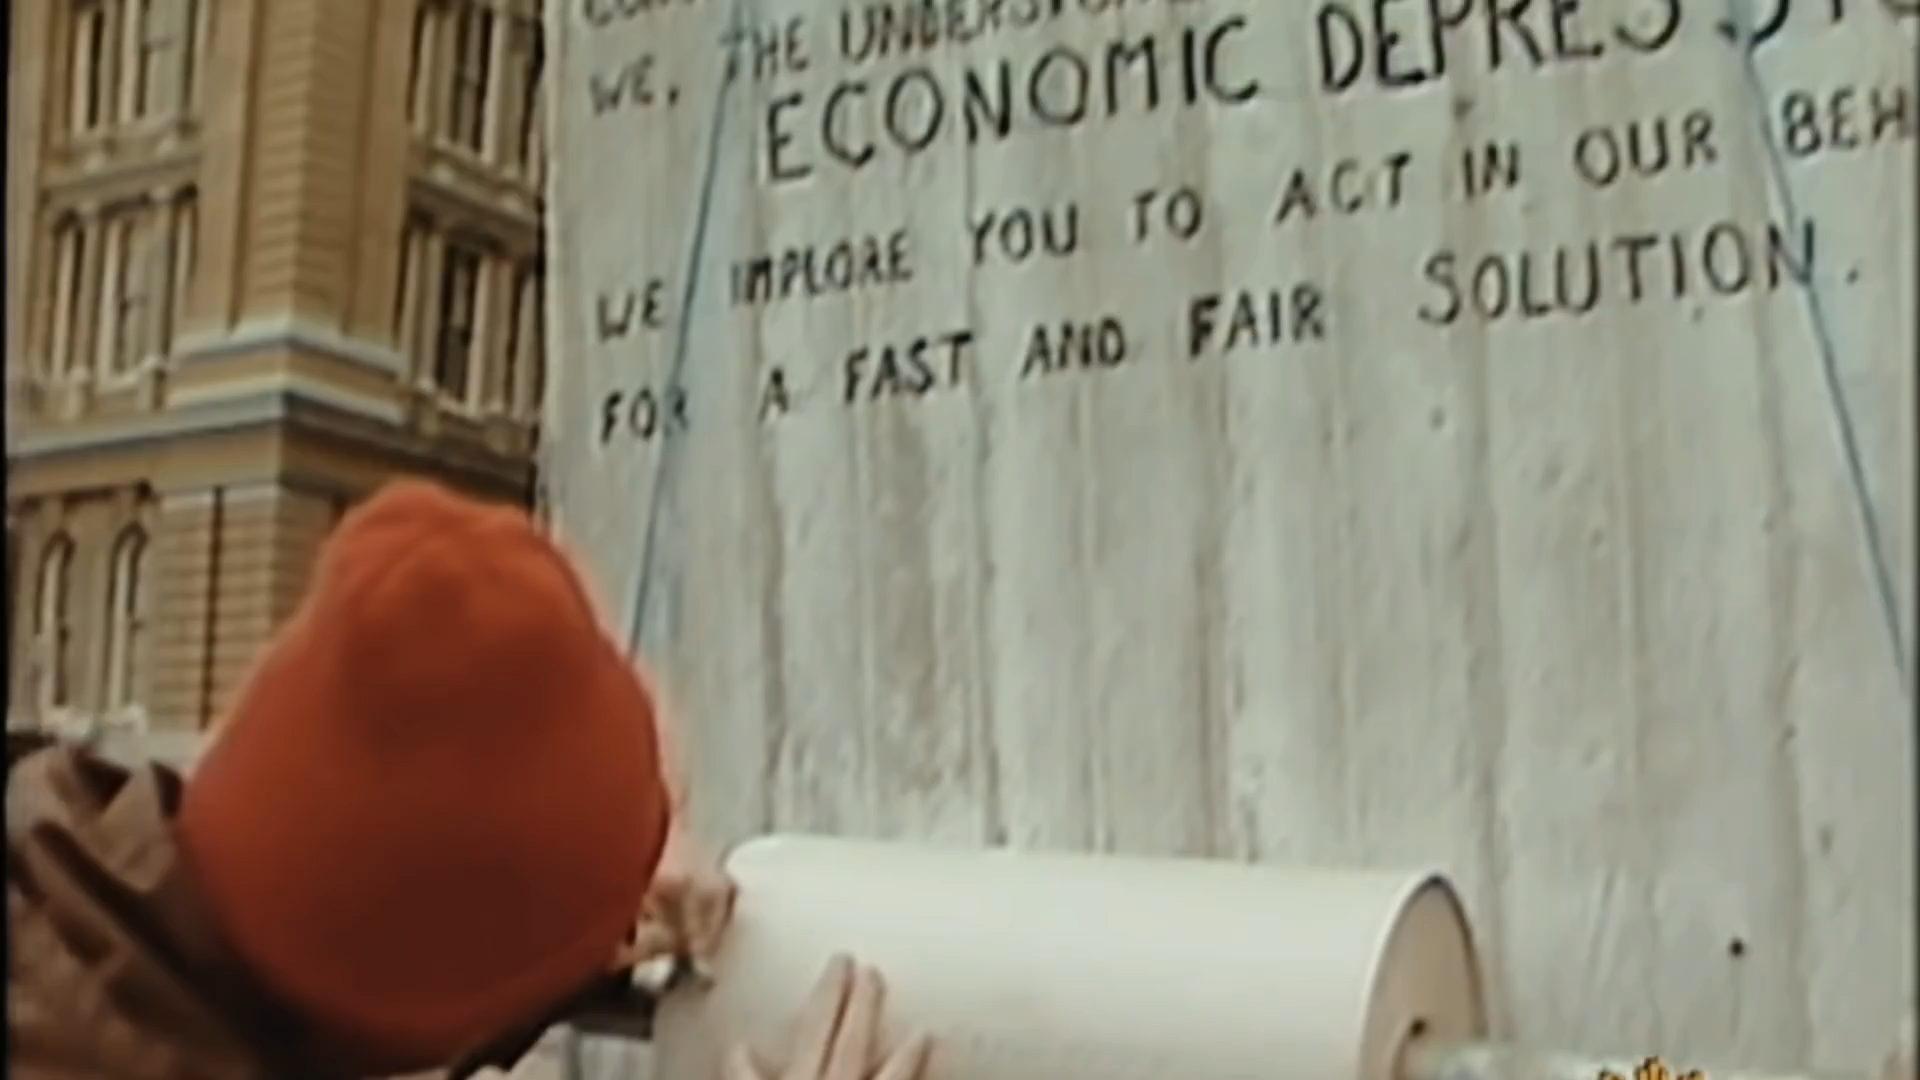 WE, THE
ECONOMIC
WE IMPLORE YOU TO ACT IN OUR
FOR A FAST AND FAIR SOLUTION.